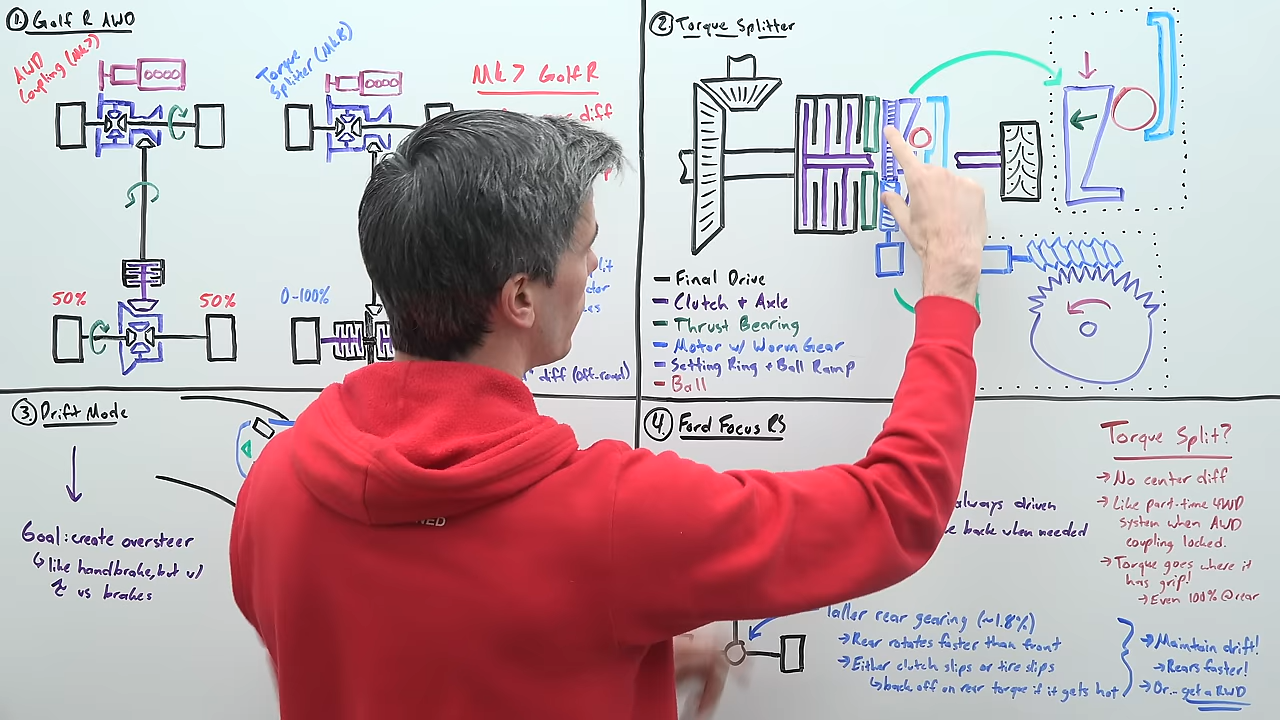 ① Golf R AWD
AWD
Coupling (Mk7)
Torque
Splitter (Mk8)
Mk7 Golf R
diff
50%
50%
0-100%
diff (off-road)
② Torque Splitter
Final Drive
Clutch + Axle
Thrust Bearing
Motor w/ Worm Gear
Setting Ring + Ball Ramp
Ball
③ Drift Mode
Goal: create oversteer
↳ like handbrake, but w/
τ vs brakes
④ Ford Focus RS
always driven
back when needed
Taller rear gearing (~1.8%)
→ Rear rotates faster than front
→ Either clutch slips or tire slips
↳ back off on rear torque if it gets hot
Torque Split?
→ No center diff
→ Like part-time 4WD
system when AWD
coupling locked.
→ Torque goes where it
has grip!
→ Even 100% @ rear
→ Maintain drift!
→ Rears faster!
→ Or... get a RWD